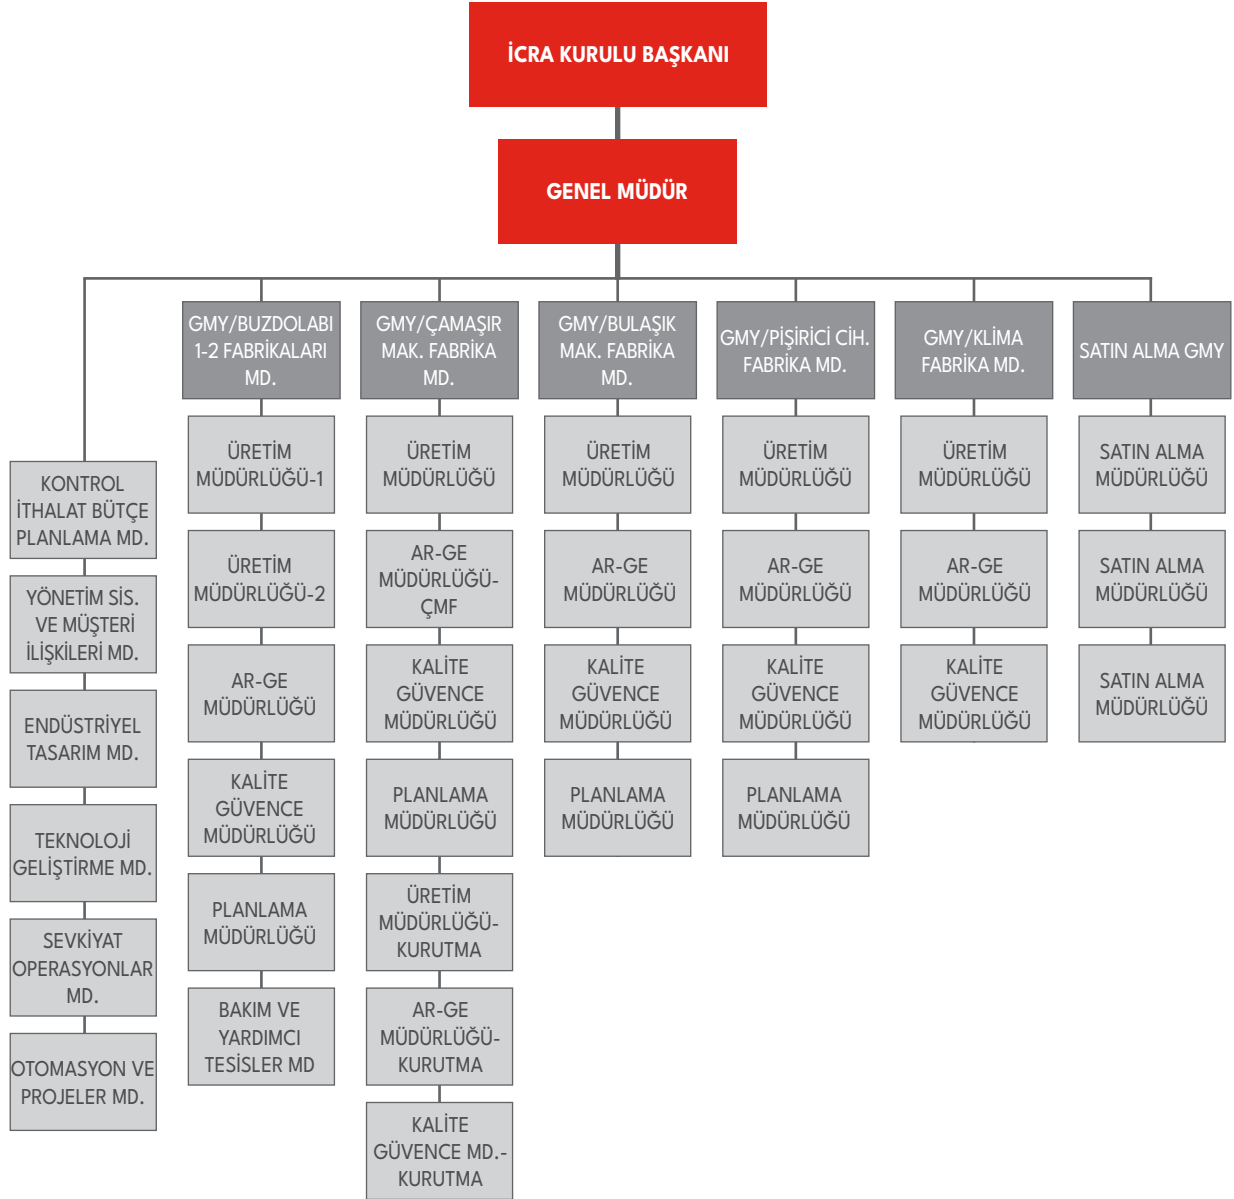 İCRA KURULU BAŞKANI
GENEL MÜDÜR
KONTROL
İTHALAT BÜTÇE
PLANLAMA MD.
YÖNETİM SİS.
VE MÜŞTERİ
İLİŞKİLERİ MD.
ENDÜSTRİYEL
TASARIM MD.
TEKNOLOJİ
GELİŞTİRME MD.
SEVKİYAT
OPERASYONLAR
MD.
OTOMASYON VE
PROJELER MD.
GMY/BUZDOLABI
1-2 FABRİKALARI
MD.
ÜRETİM
MÜDÜRLÜĞÜ-1
ÜRETİM
MÜDÜRLÜĞÜ-2
AR-GE
MÜDÜRLÜĞÜ
KALİTE
GÜVENCE
MÜDÜRLÜĞÜ
PLANLAMA
MÜDÜRLÜĞÜ
BAKIM VE
YARDIMCI
TESİSLER MD
GMY/ÇAMAŞIR
MAK. FABRİKA
MD.
ÜRETİM
MÜDÜRLÜĞÜ
AR-GE
MÜDÜRLÜĞÜ-
ÇMF
KALİTE
GÜVENCE
MÜDÜRLÜĞÜ
PLANLAMA
MÜDÜRLÜĞÜ
ÜRETİM
MÜDÜRLÜĞÜ-
KURUTMA
AR-GE
MÜDÜRLÜĞÜ-
KURUTMA
KALİTE
GÜVENCE MD.-
KURUTMA
GMY/BULAŞIK
MAK. FABRİKA
MD.
ÜRETİM
MÜDÜRLÜĞÜ
AR-GE
MÜDÜRLÜĞÜ
KALİTE
GÜVENCE
MÜDÜRLÜĞÜ
PLANLAMA
MÜDÜRLÜĞÜ
GMY/PİŞİRİCİ CİH.
FABRİKA MD.
ÜRETİM
MÜDÜRLÜĞÜ
AR-GE
MÜDÜRLÜĞÜ
KALİTE
GÜVENCE
MÜDÜRLÜĞÜ
PLANLAMA
MÜDÜRLÜĞÜ
GMY/KLİMA
FABRİKA MD.
ÜRETİM
MÜDÜRLÜĞÜ
AR-GE
MÜDÜRLÜĞÜ
KALİTE
GÜVENCE
MÜDÜRLÜĞÜ
SATIN ALMA GMY
SATIN ALMA
MÜDÜRLÜĞÜ
SATIN ALMA
MÜDÜRLÜĞÜ
SATIN ALMA
MÜDÜRLÜĞÜ